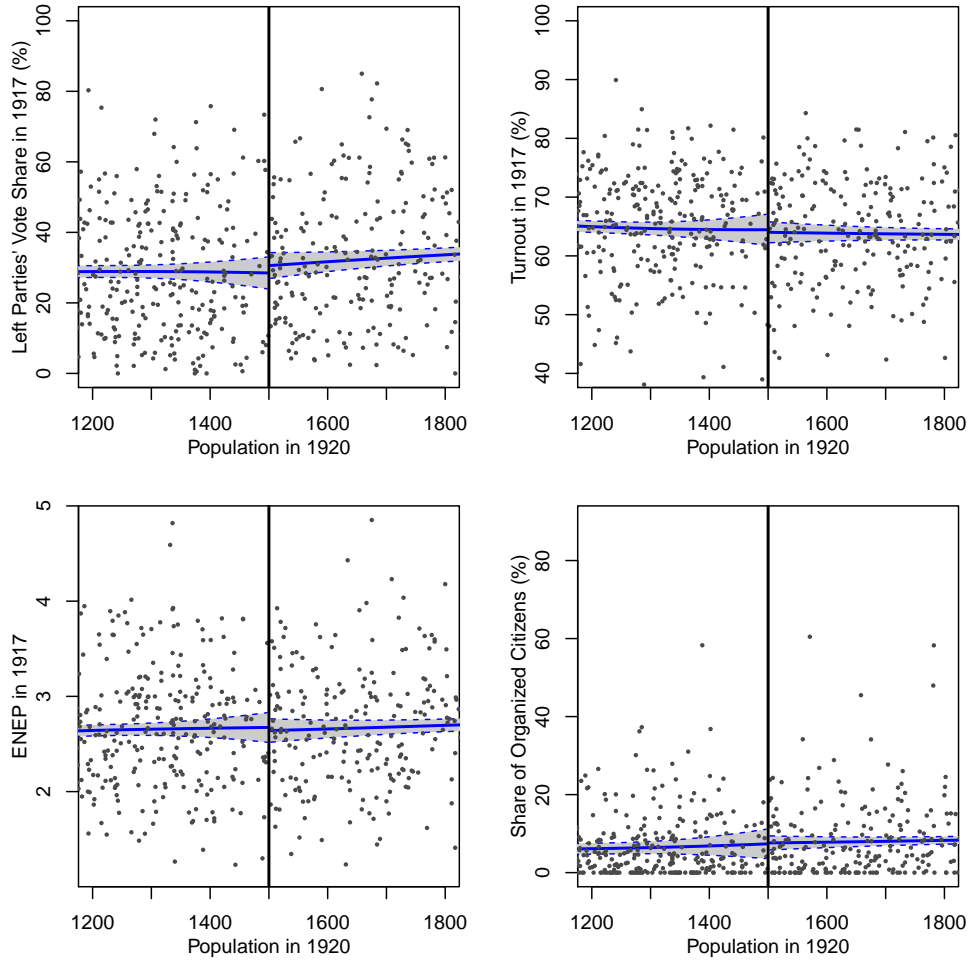 Left Parties' Vote Share in 1917 (%)
100
80
60
40
20
0
1200 1400 1600 1800
Population in 1920
Turnout in 1917 (%)
100
90
80
70
60
50
40
1200 1400 1600 1800
Population in 1920
ENEP in 1917
5
4
3
2
1200 1400 1600 1800
Population in 1920
Share of Organized Citizens (%)
80
60
40
20
0
1200 1400 1600 1800
Population in 1920